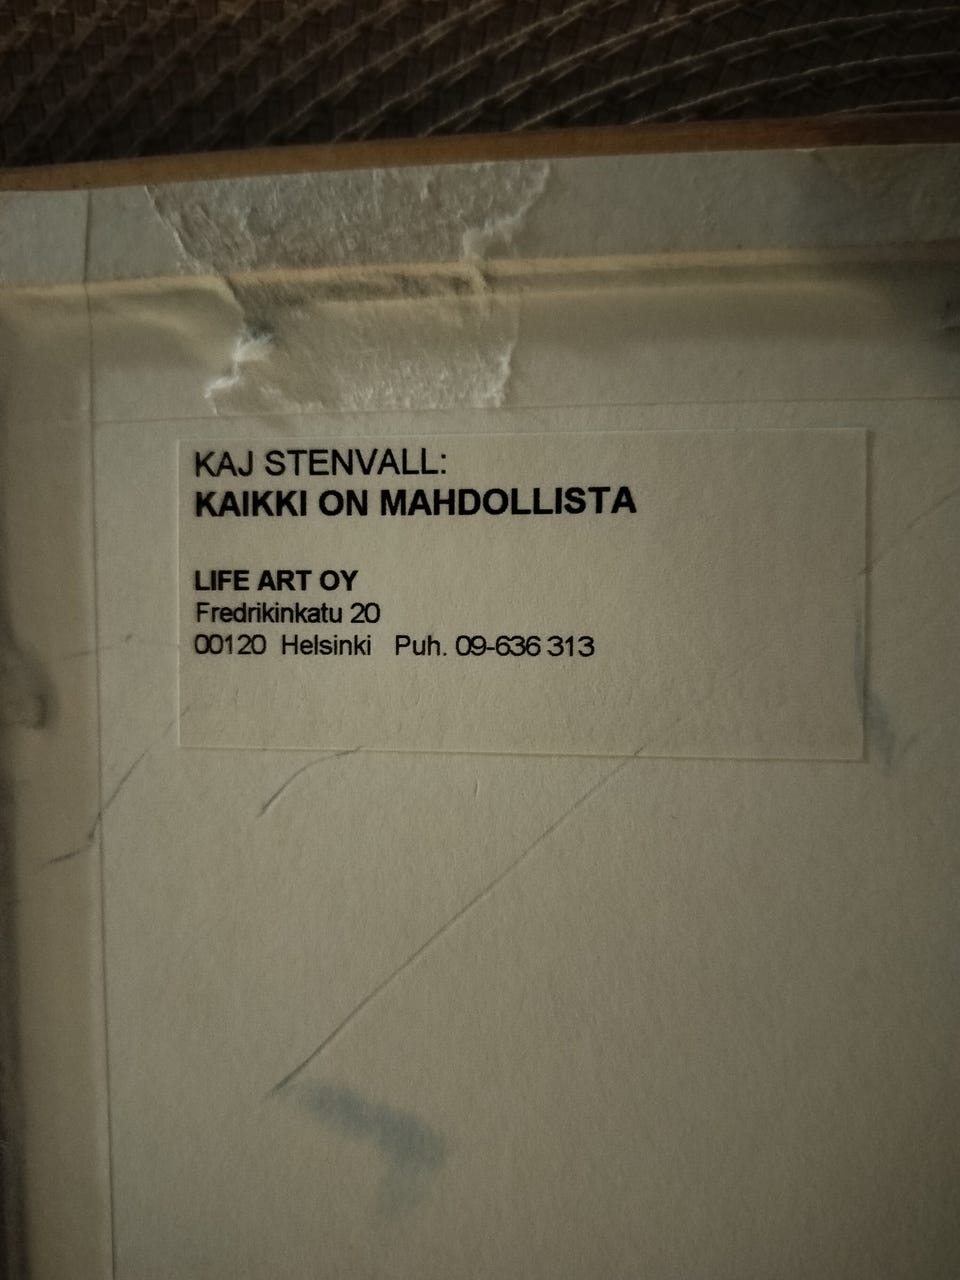 KAJ STENVALL:
KAIKKI ON MAHDOLLISTA
LIFE ART OY
Fredrikinkatu 20
00120 Helsinki Puh. 09-636 313